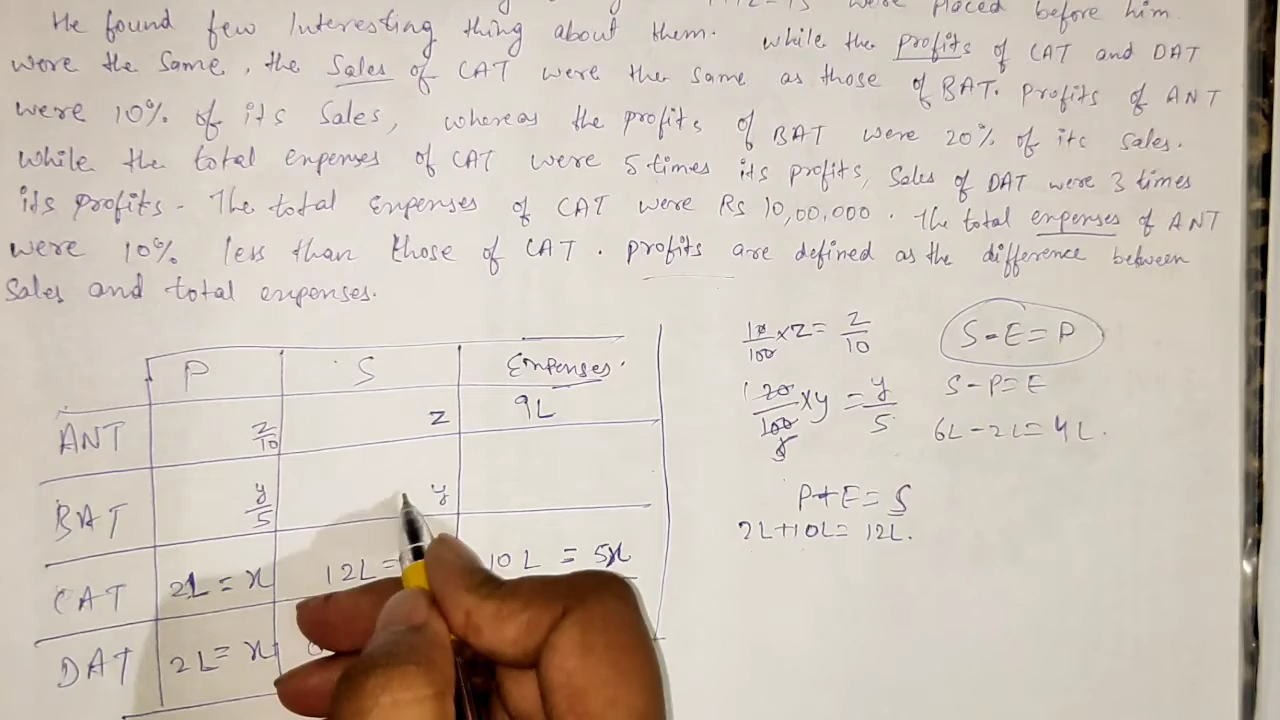 were placed before him.
He found few Interesting thing about them. While the profits of CAT and DAT
were the same, the Sales of CAT were the same as those of BAT. Profits of ANT
were 10% of its Sales, whereas the profits of BAT were 20% of its sales.
While the total expenses of CAT were 5 times its profits, Sales of DAT were 3 times
its profits. The total Expenses of CAT were Rs 10,00,000. The total expenses of ANT
were 10% less than those of CAT. profits are defined as the difference between
Sales and total expenses.
P S Expenses.
ANT z/10 z 9L
BAT y/5 y
CAT 2L = x 12L = 10L = 5x
DAT 2L = x
10/100 × z = z/10
S - E = P
1 20/100 × y = y/5
5
S - P = E
6L - 2L = 4L.
P + E = S
2L + 10L = 12L.